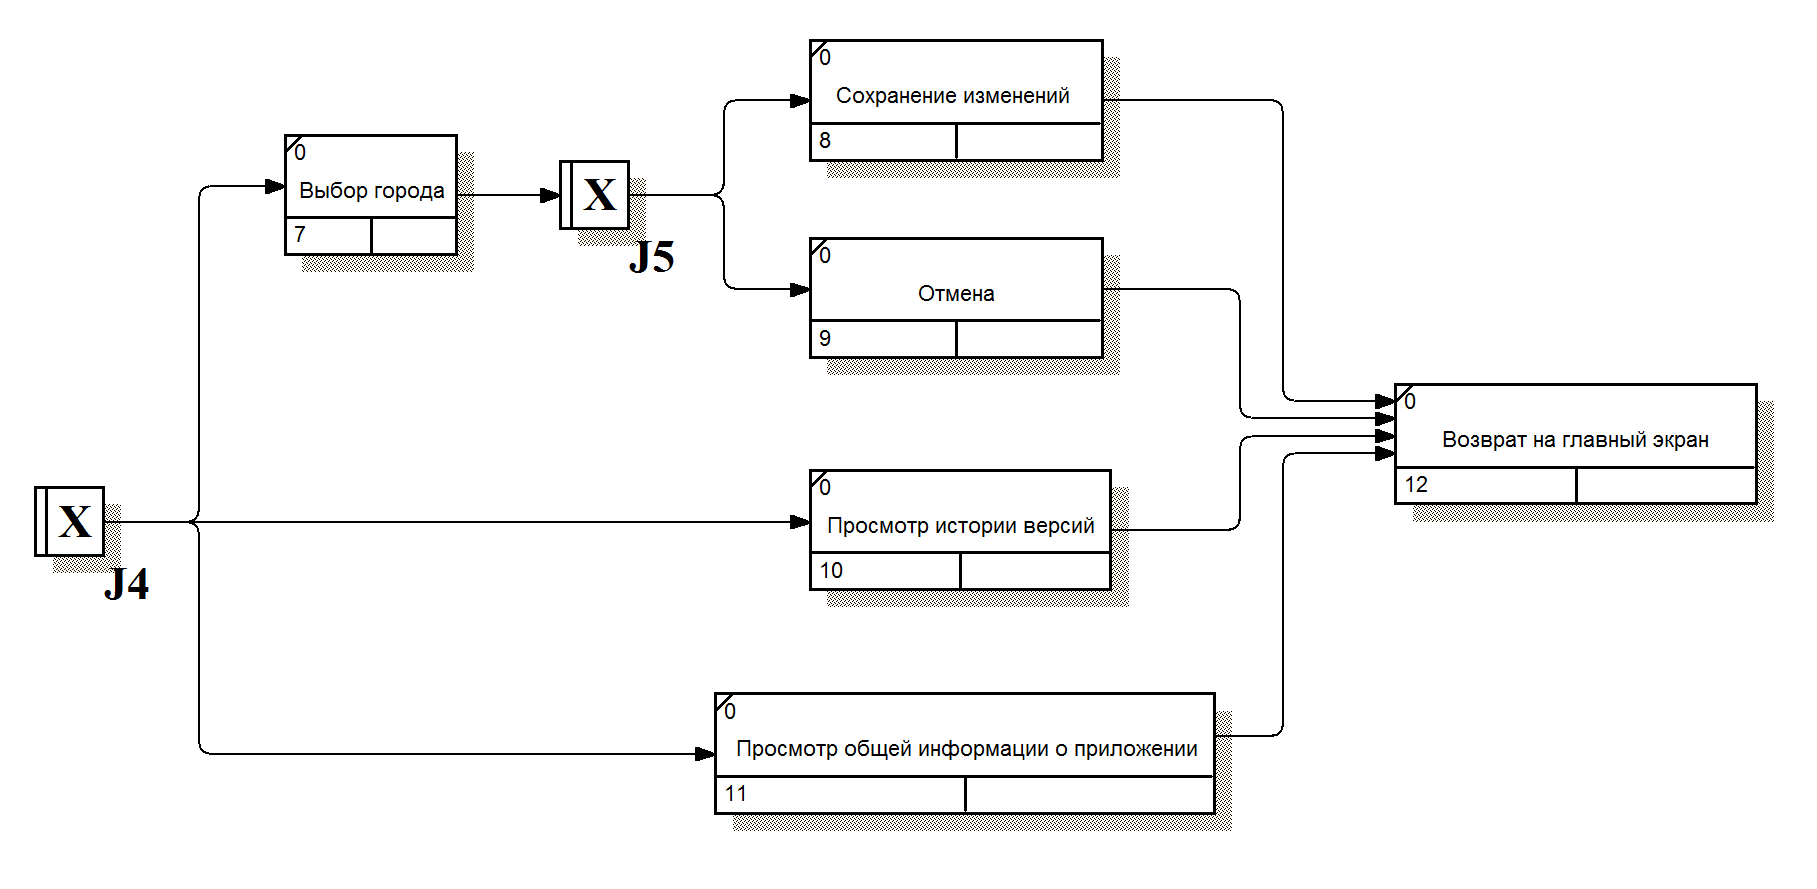 0
Сохранение изменений
8
0
Выбор города
7
X
J5
0
Отмена
9
0
Возврат на главный экран
12
X
J4
0
Просмотр истории версий
10
0
Просмотр общей информации о приложении
11